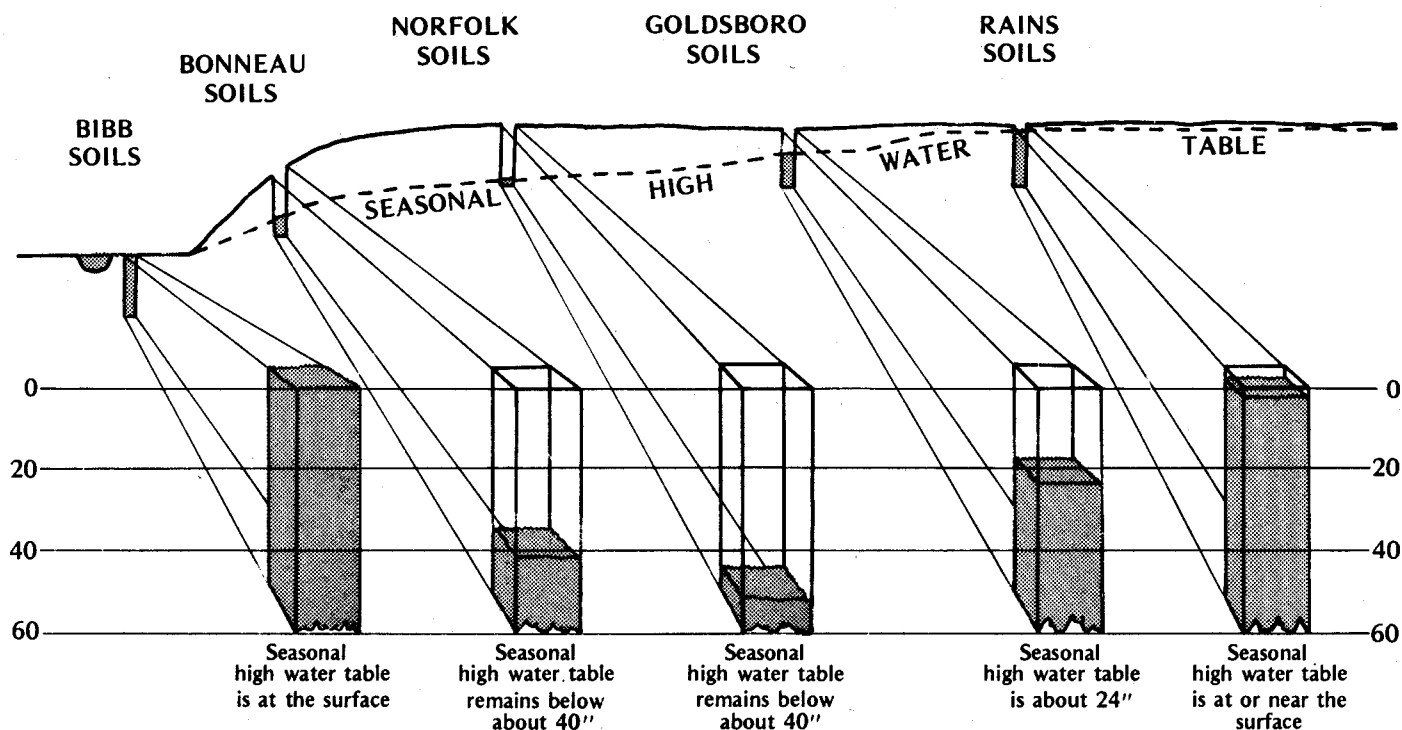 BIBB
SOILS
BONNEAU
SOILS
NORFOLK
SOILS
GOLDSBORO
SOILS
RAINS
SOILS
SEASONAL
HIGH
WATER
TABLE
0
0
20
20
40
40
60
60
Seasonal
high water table
is at the surface
Seasonal
high water table
remains below
about 40″
Seasonal
high water table
remains below
about 40″
Seasonal
high water table
is about 24″
Seasonal
high water table
is at or near the
surface